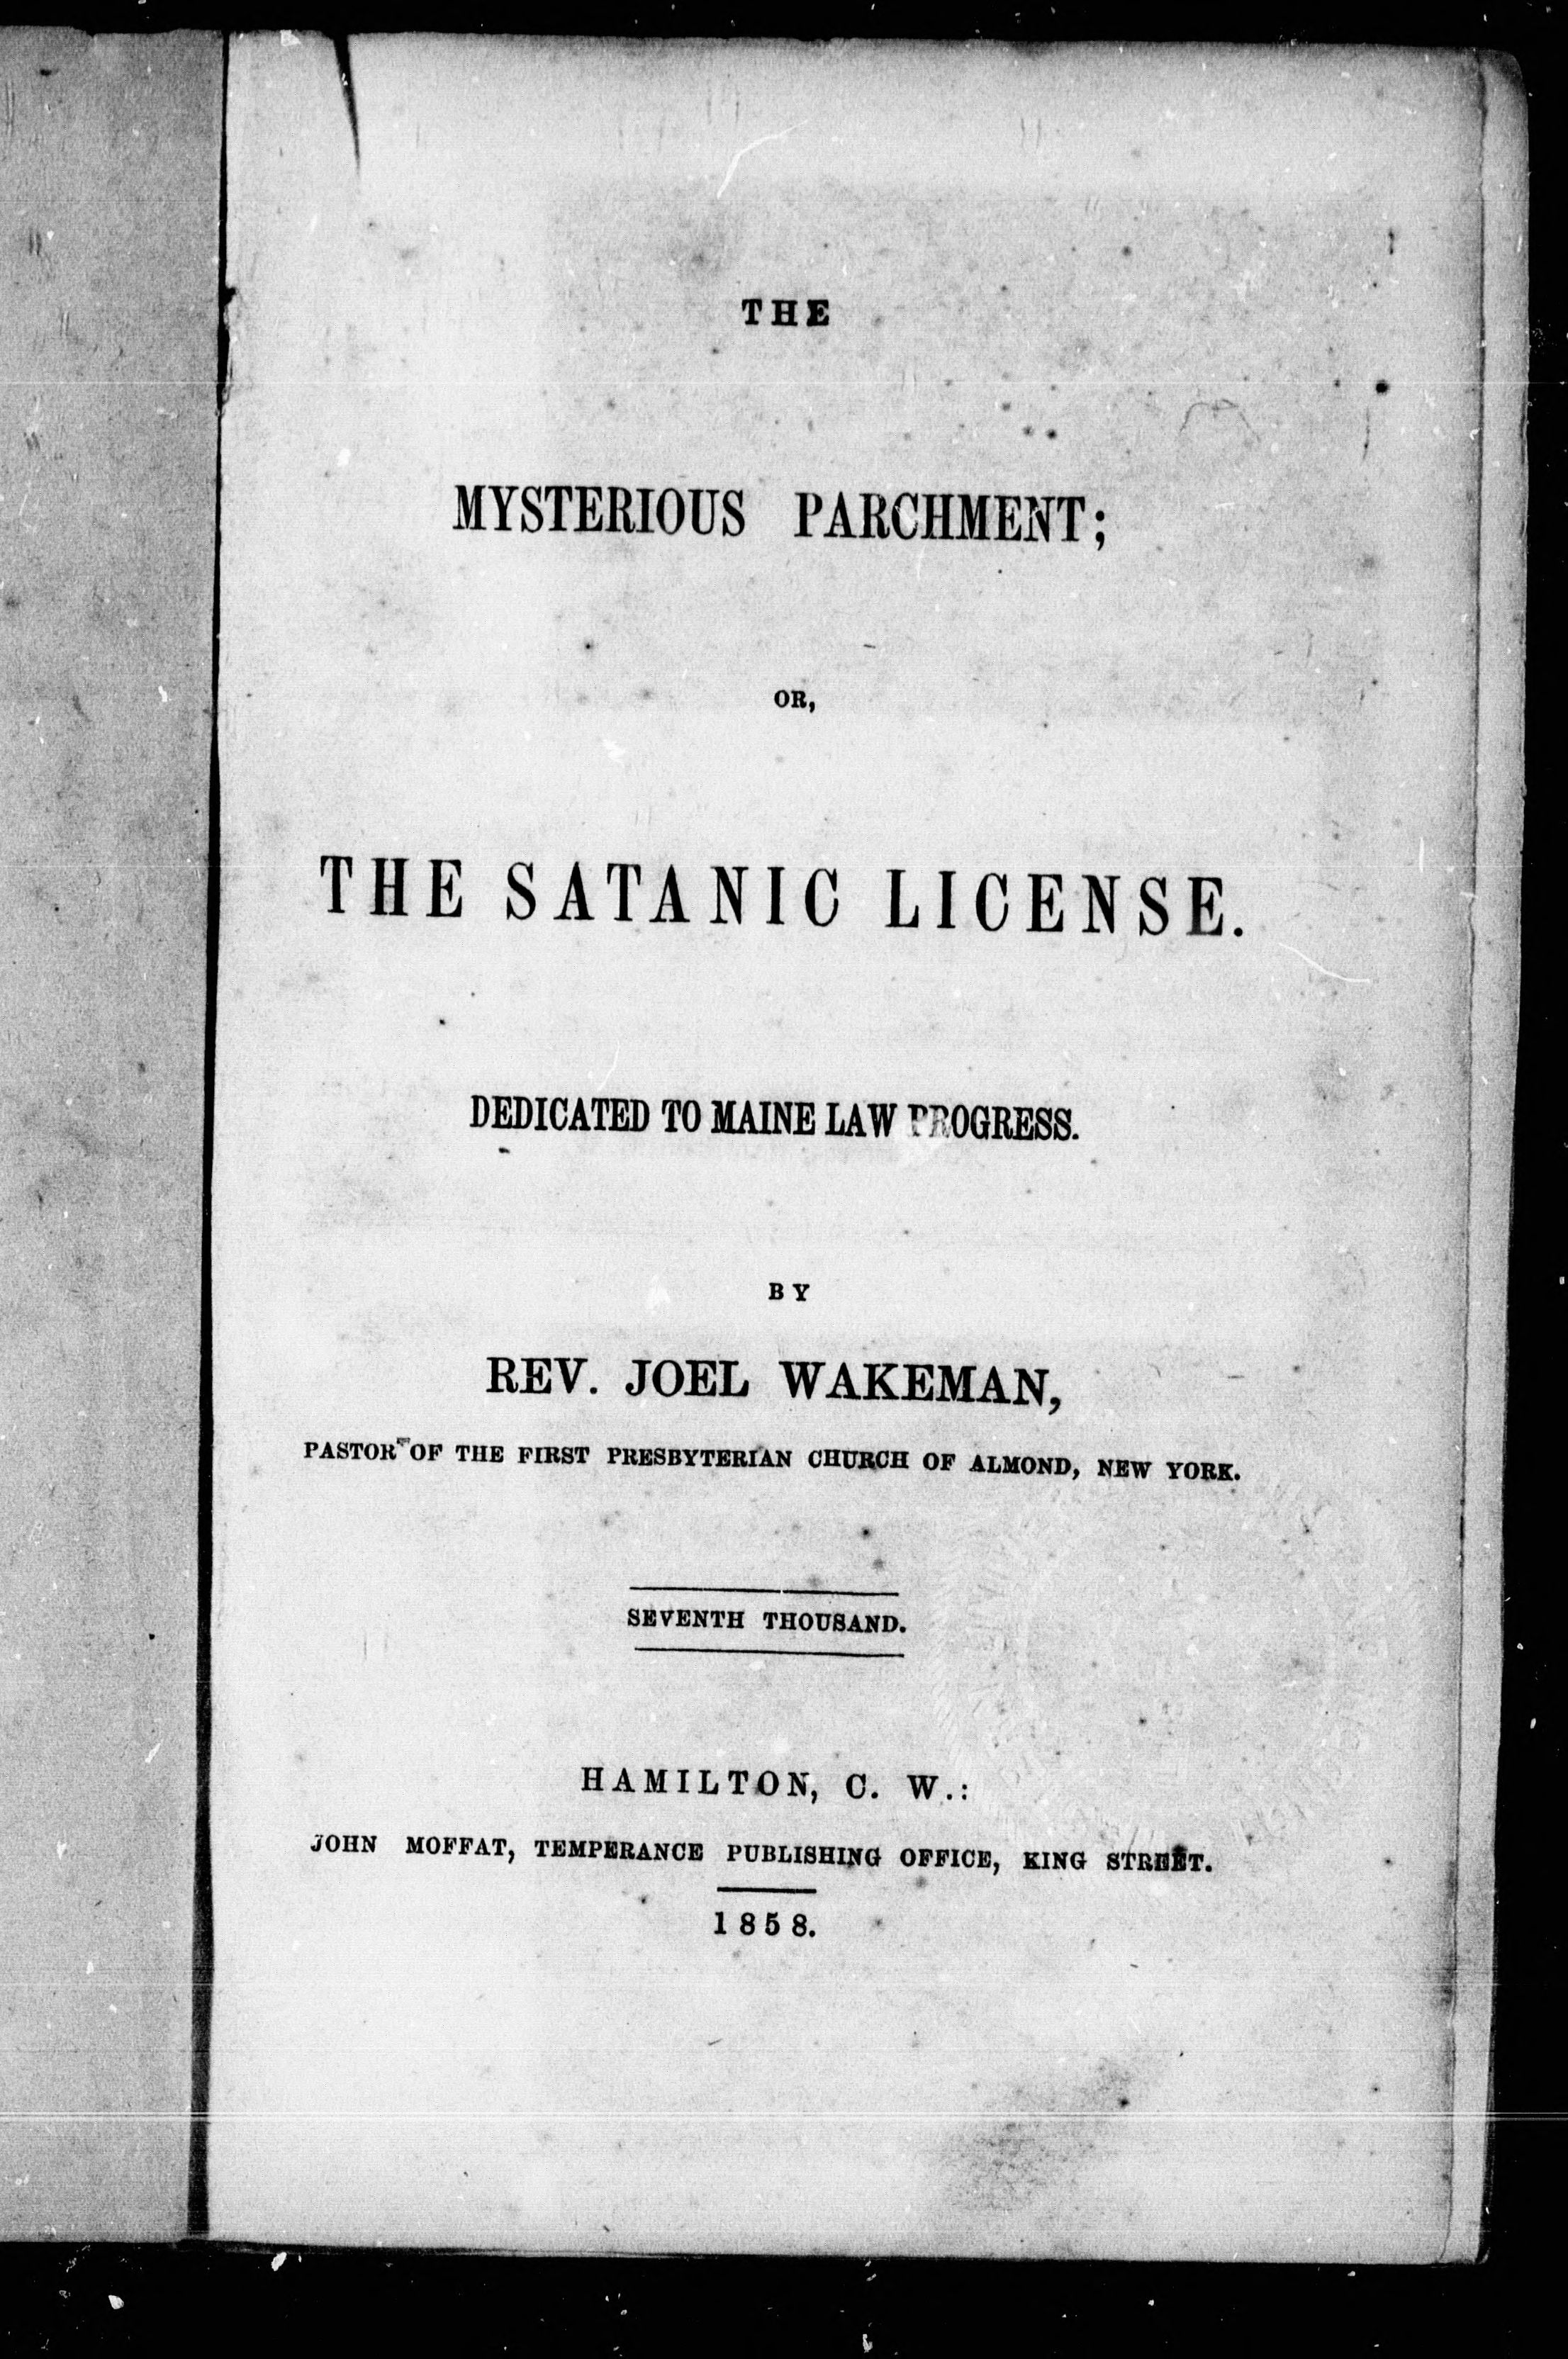 THE
MYSTERIOUS PARCHMENT;
OR,
THE SATANIC LICENSE.
DEDICATED TO MAINE LAW PROGRESS.
BY
REV. JOEL WAKEMAN,
PASTOR OF THE FIRST PRESBYTERIAN CHURCH OF ALMOND, NEW YORK.
SEVENTH THOUSAND.
HAMILTON, C. W.:
JOHN MOFFAT, TEMPERANCE PUBLISHING OFFICE, KING STREET.
1858.